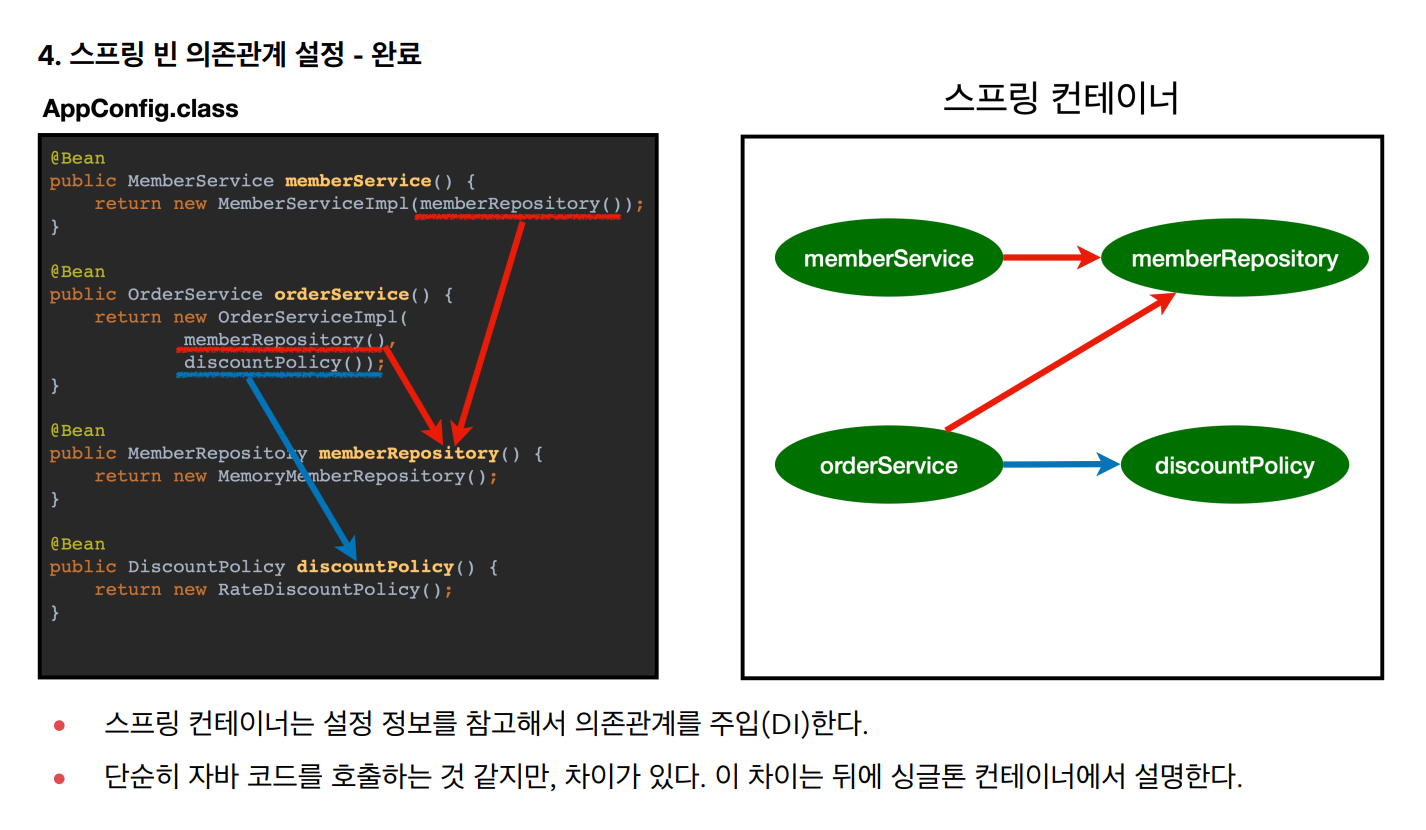 4. 스프링 빈 의존관계 설정 - 완료
AppConfig.class
@Bean
public MemberService memberService() {
    return new MemberServiceImpl(memberRepository());
}
@Bean
public OrderService orderService() {
    return new OrderServiceImpl(
            memberRepository(),
            discountPolicy());
}
@Bean
public MemberRepository memberRepository() {
    return new MemoryMemberRepository();
}
@Bean
public DiscountPolicy discountPolicy() {
    return new RateDiscountPolicy();
}
스프링 컨테이너
memberService
memberRepository
orderService
discountPolicy
• 스프링 컨테이너는 설정 정보를 참고해서 의존관계를 주입(DI)한다.
• 단순히 자바 코드를 호출하는 것 같지만, 차이가 있다. 이 차이는 뒤에 싱글톤 컨테이너에서 설명한다.